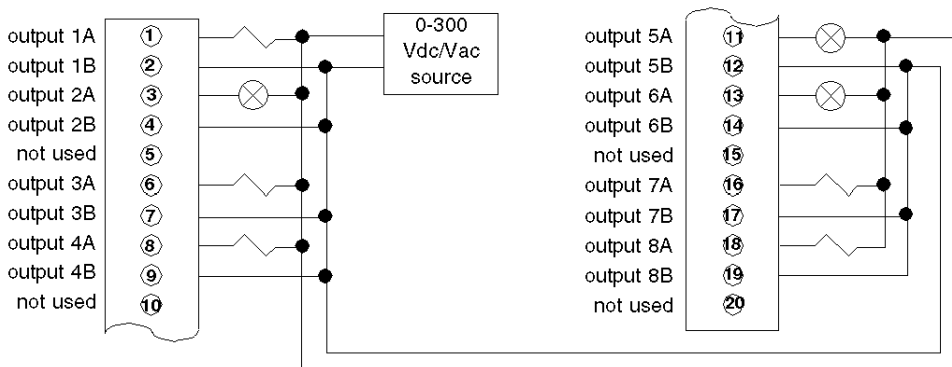 output 1A 1
output 1B 2
output 2A 3
output 2B 4
not used 5
output 3A 6
output 3B 7
output 4A 8
output 4B 9
not used 10
0-300
Vdc/Vac
source
output 5A 11
output 5B 12
output 6A 13
output 6B 14
not used 15
output 7A 16
output 7B 17
output 8A 18
output 8B 19
not used 20